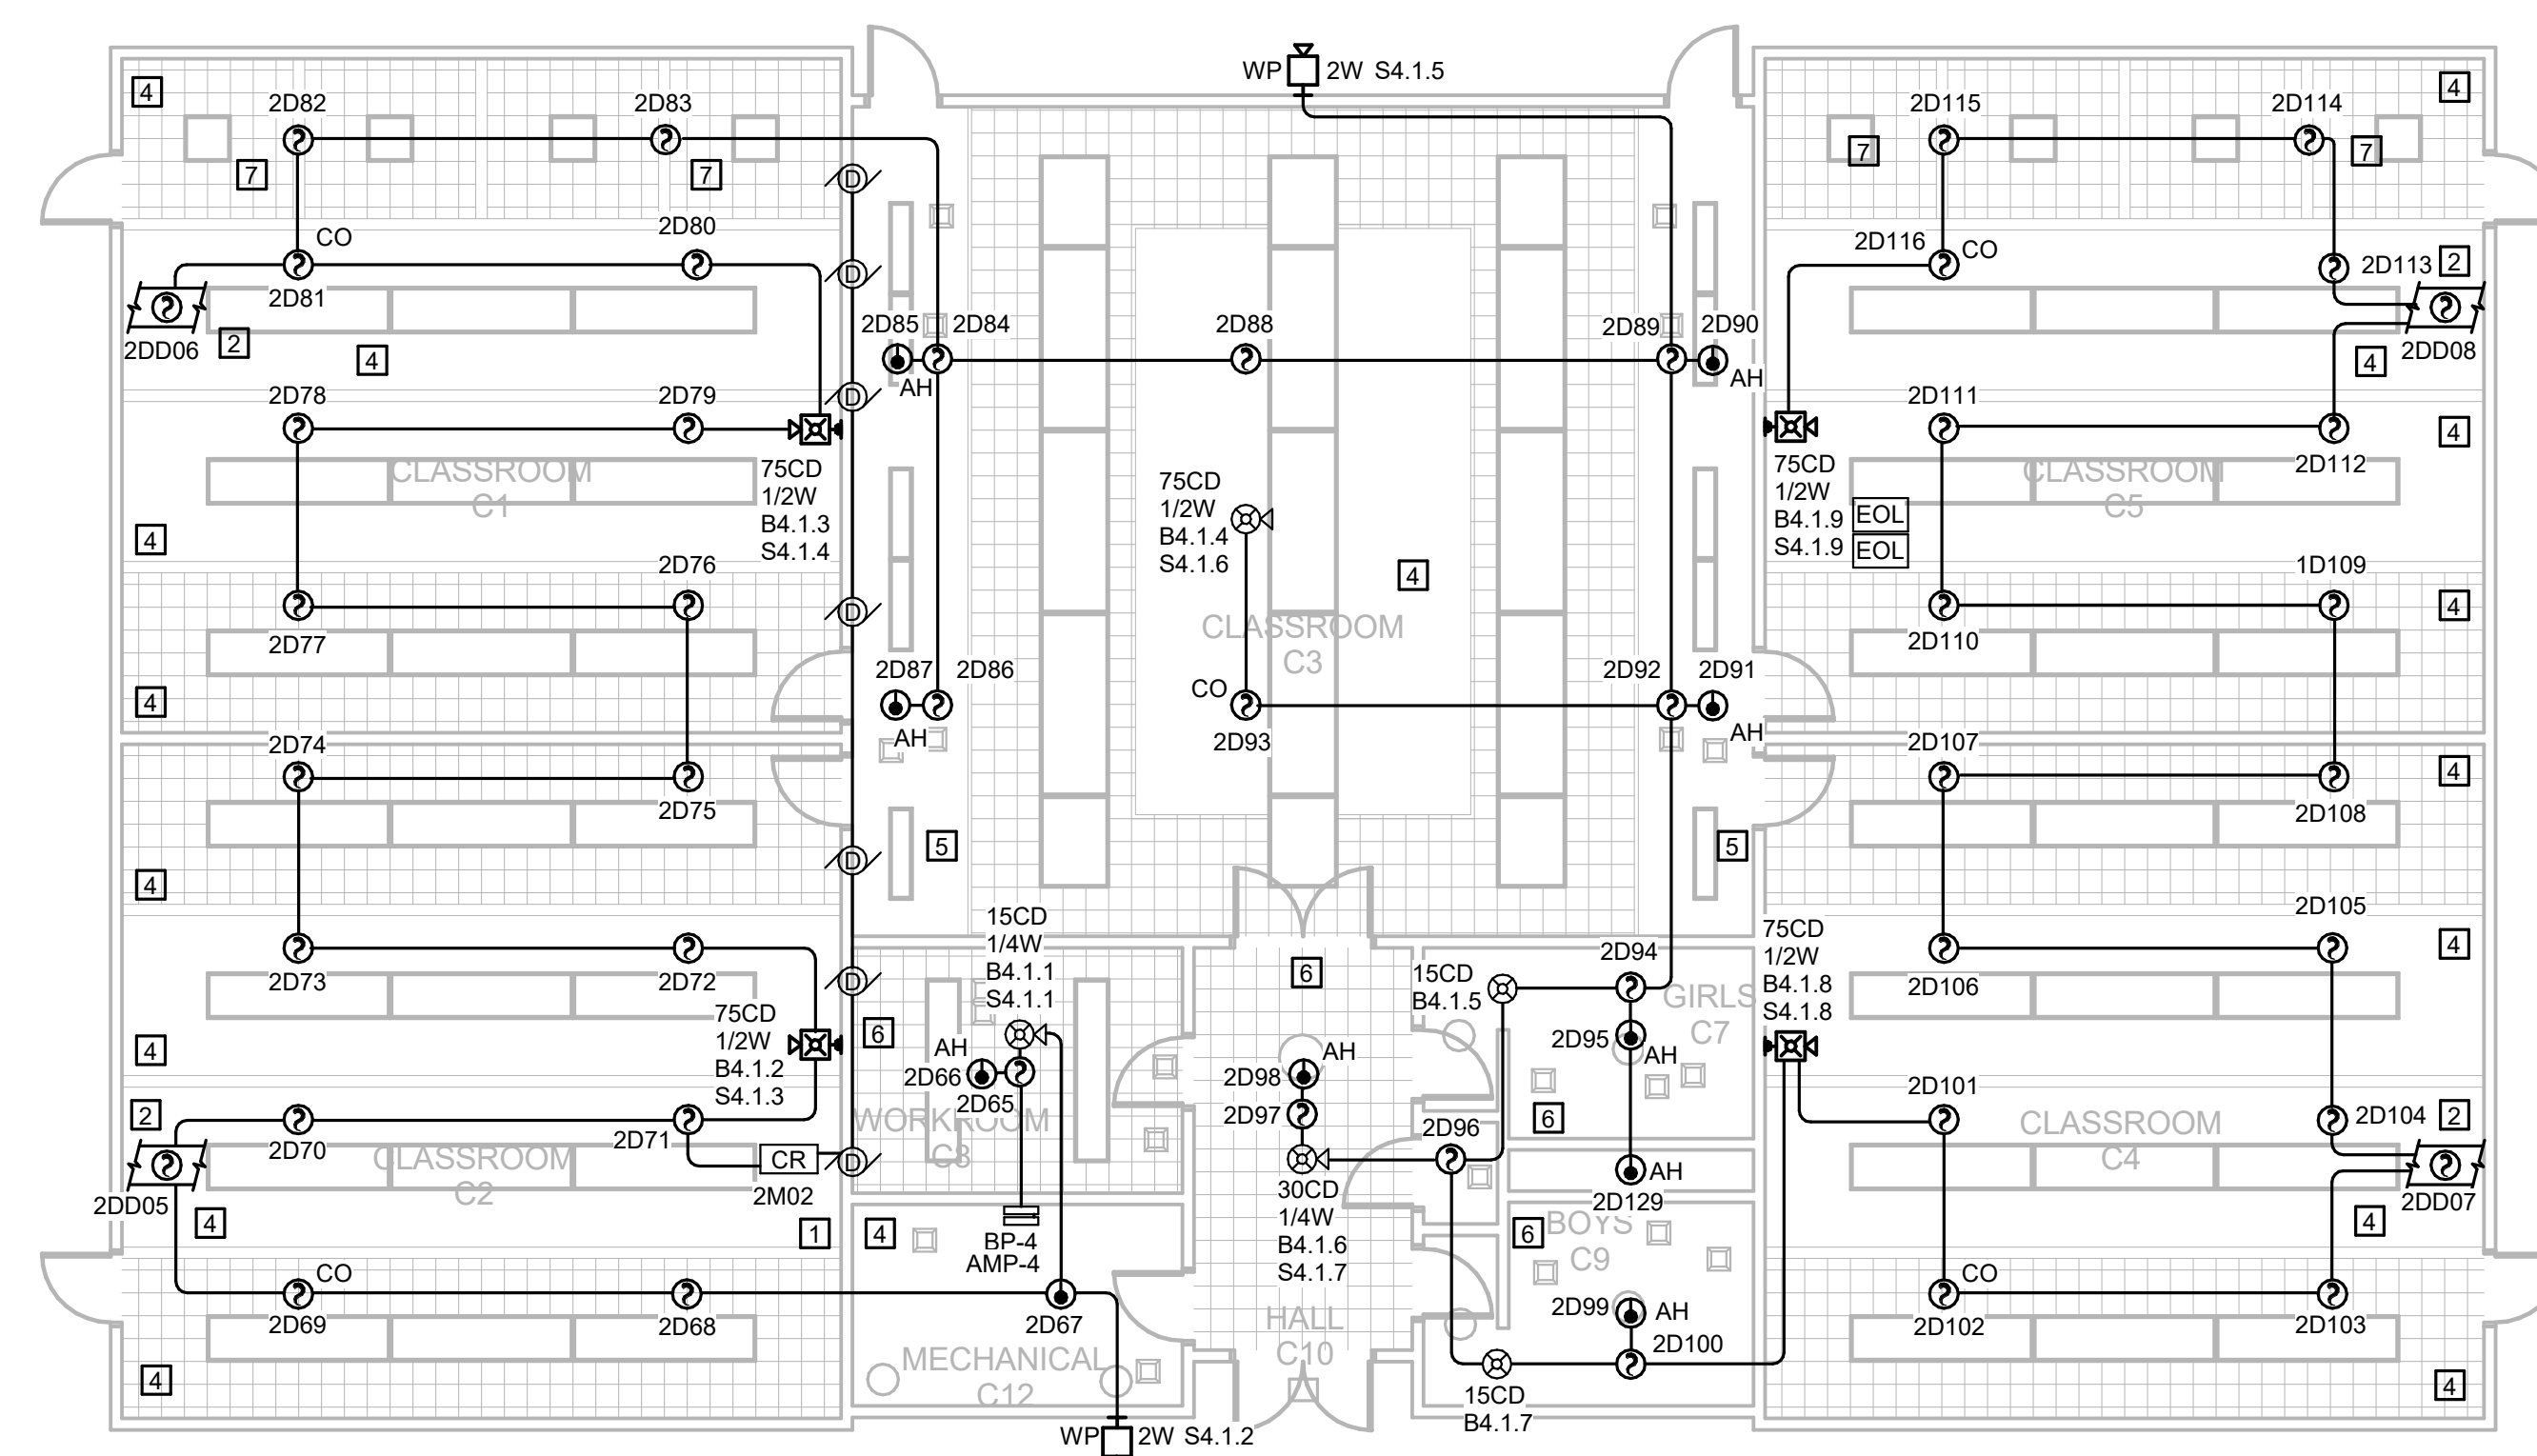 WP 2W S4.1.5
4
2D82
2D83
7
7
CO
2D80
2D81
2DD06
2
4
2D78
2D79
75CD
1/2W
B4.1.3
S4.1.4
CLASSROOM
C1
4
2D76
2D77
4
2D74
2D75
4
2D73
2D72
75CD
1/2W
B4.1.2
S4.1.3
4
2
2D70
2D71
CR
2M02
2DD05
4
CLASSROOM
C2
1
CO
2D69
2D68
4
D
D
D
D
D
D
D
2D85
2D84
AH
2D88
2D89
2D90
AH
75CD
1/2W
B4.1.4
S4.1.6
4
CLASSROOM
C3
2D87
2D86
AH
CO
2D93
2D92
2D91
AH
5
5
15CD
1/4W
B4.1.1
S4.1.1
6
AH
2D66
2D65
WORKROOM
C8
4
BP-4
AMP-4
2D67
MECHANICAL
C12
WP 2W S4.1.2
6
AH
2D98
2D97
30CD
1/4W
B4.1.6
S4.1.7
HALL
C10
15CD
B4.1.5
2D94
GIRLS
C7
2D95
AH
6
2D96
AH
2D129
6
BOYS
C9
2D99
AH
2D100
15CD
B4.1.7
4
2D115
2D114
7
7
2D116
CO
2D113
2
2DD08
4
2D111
2D112
4
75CD
1/2W
B4.1.9 EOL
S4.1.9 EOL
CLASSROOM
C5
1D109
2D110
4
2D107
2D108
4
2D105
2D106
4
75CD
1/2W
B4.1.8
S4.1.8
2D101
CLASSROOM
C4
2D104
2
2DD07
4
CO
2D102
2D103
4